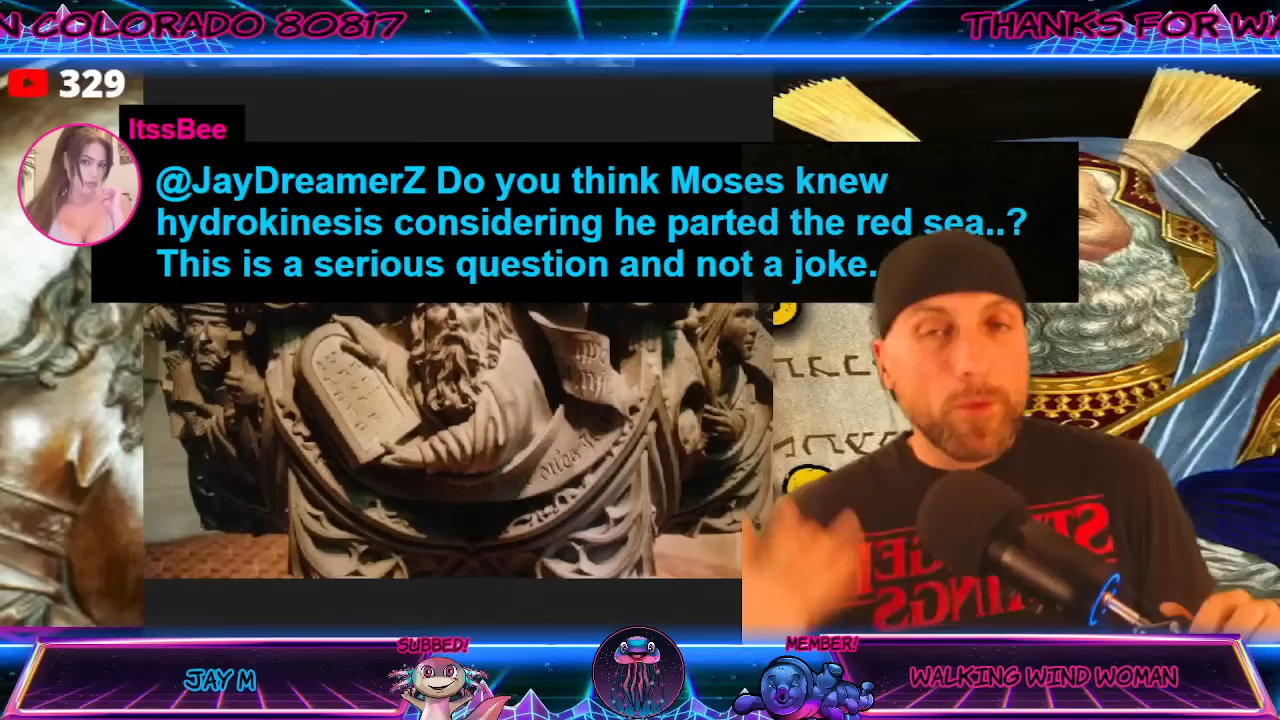 N COLORADO 80817
THANKS FOR WA
329
ItssBee
@JayDreamerZ Do you think Moses knew
hydrokinesis considering he parted the red sea..?
This is a serious question and not a joke.
SUBBED!
JAY M
MEMBER!
WALKING WIND WOMAN